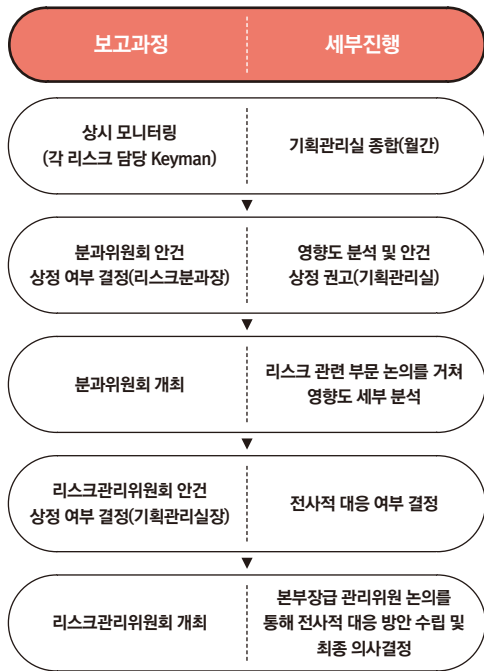 보고과정
세부진행
상시 모니터링
(각 리스크 담당 Keyman)
기획관리실 종합(월간)
▼
분과위원회 안건
상정 여부 결정(리스크분과장)
영향도 분석 및 안건
상정 권고(기획관리실)
▼
분과위원회 개최
리스크 관련 부문 논의를 거쳐
영향도 세부 분석
▼
리스크관리위원회 안건
상정 여부 결정(기획관리실장)
전사적 대응 여부 결정
▼
리스크관리위원회 개최
본부장급 관리위원 논의를
통해 전사적 대응 방안 수립 및
최종 의사결정